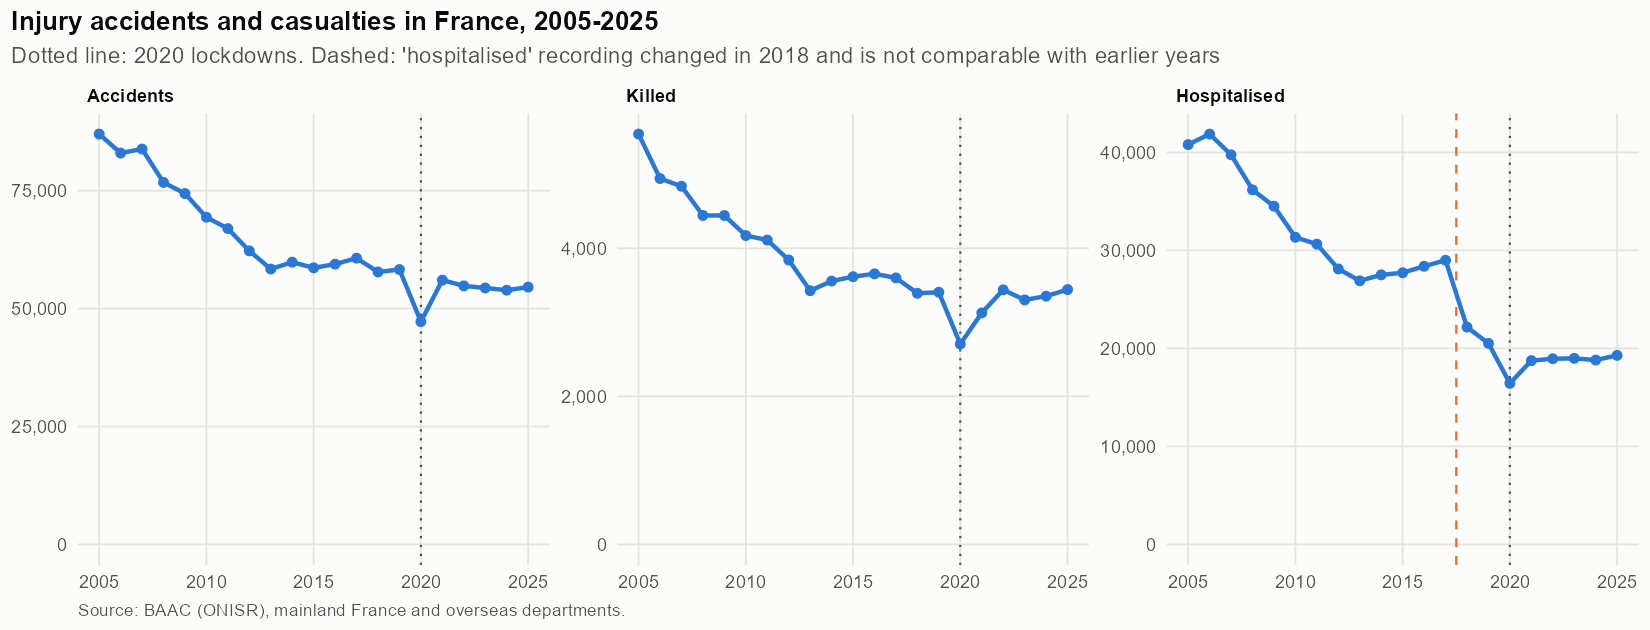 Injury accidents and casualties in France, 2005-2025
Dotted line: 2020 lockdowns. Dashed: 'hospitalised' recording changed in 2018 and is not comparable with earlier years
Accidents
75,000
50,000
25,000
0
2005 2010 2015 2020 2025
Killed
4,000
2,000
0
2005 2010 2015 2020 2025
Hospitalised
40,000
30,000
20,000
10,000
0
2005 2010 2015 2020 2025
Source: BAAC (ONISR), mainland France and overseas departments.